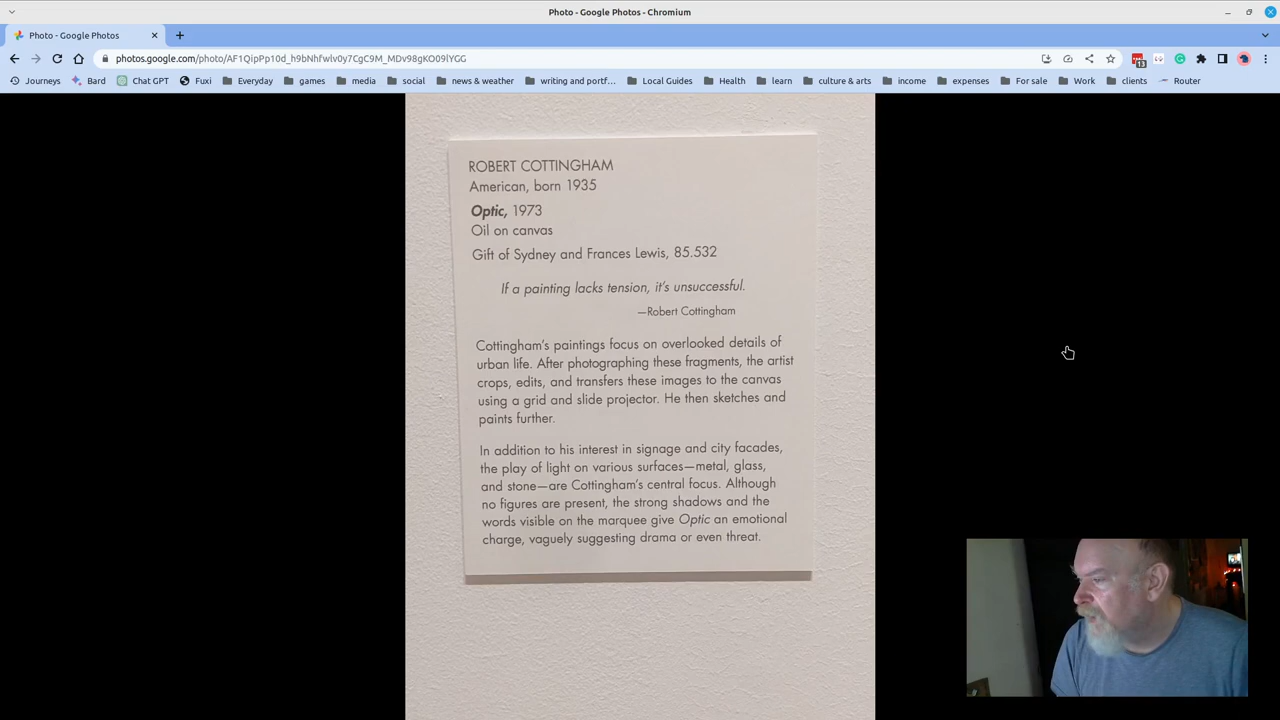 Photo - Google Photos - Chromium
Photo - Google Photos
photos.google.com/photo/AF1QipPp10d_h9bNhfwlv0y7CgC9M_MDv98gKO09lYGG
13
Journeys Bard Chat GPT Fuxi Everyday games media social news & weather writing and portf... Local Guides Health learn culture & arts income expenses For sale Work clients Router
ROBERT COTTINGHAM
American, born 1935
Optic, 1973
Oil on canvas
Gift of Sydney and Frances Lewis, 85.532
If a painting lacks tension, it's unsuccessful.
—Robert Cottingham
Cottingham's paintings focus on overlooked details of
urban life. After photographing these fragments, the artist
crops, edits, and transfers these images to the canvas
using a grid and slide projector. He then sketches and
paints further.
In addition to his interest in signage and city facades,
the play of light on various surfaces—metal, glass,
and stone—are Cottingham's central focus. Although
no figures are present, the strong shadows and the
words visible on the marquee give Optic an emotional
charge, vaguely suggesting drama or even threat.